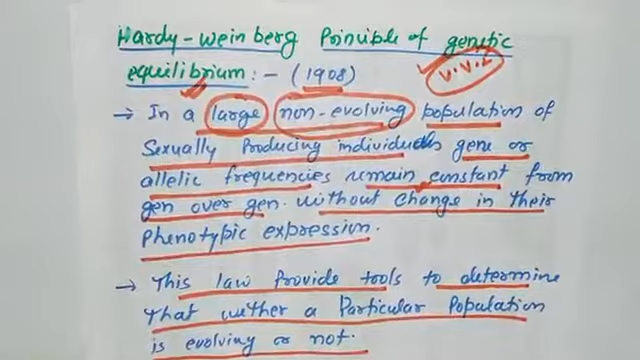 Hardy-wein berg Principle of genetic
equilibrium :- (1908)
V.V.I
→ In a large non-evolving population of
Sexually Producing individuals gene or
allelic frequencies remain constant from
gen over gen. without change in their
Phenotypic expression.
→ This law Provide tools to determine
That wether a Particular Population
is evolving or not.